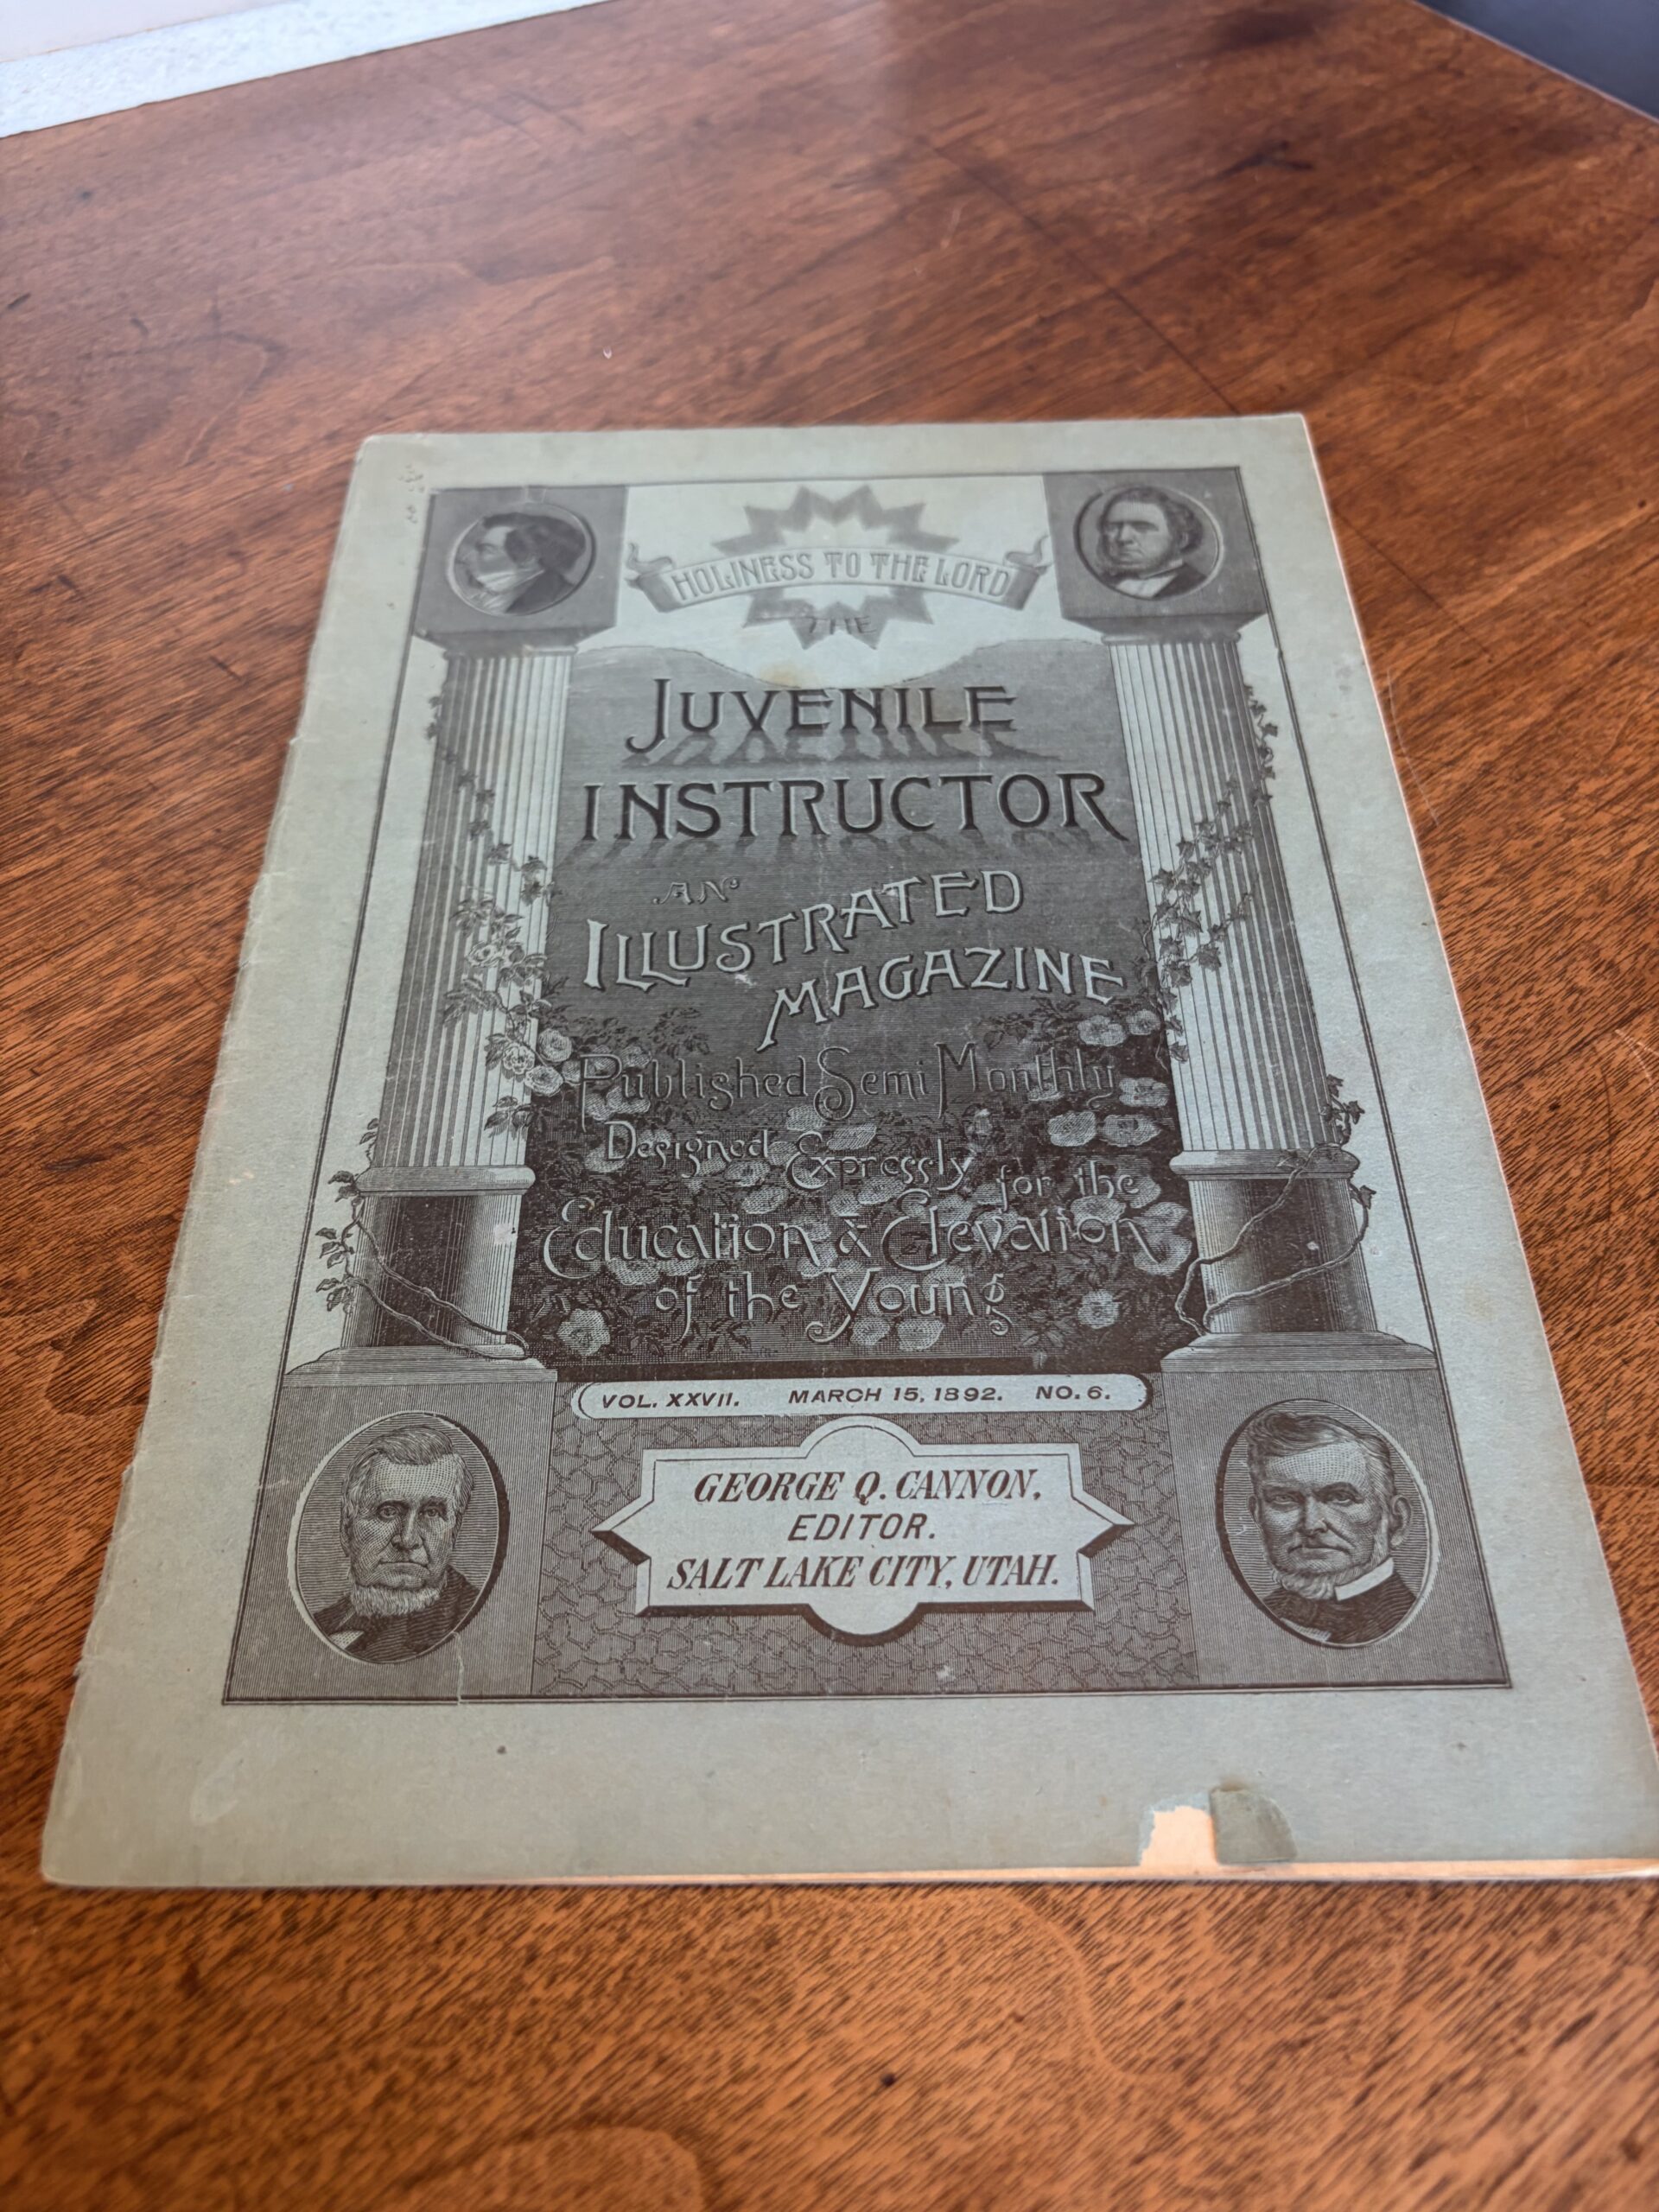 HOLINESS TO THE LORD
THE
JUVENILE
INSTRUCTOR
AN
ILLUSTRATED
MAGAZINE
Published Semi Monthly
Designed Expressly for the
Education & Elevation
of the Young
VOL. XXVII. MARCH 15, 1892. NO. 6.
GEORGE Q. CANNON,
EDITOR.
SALT LAKE CITY, UTAH.